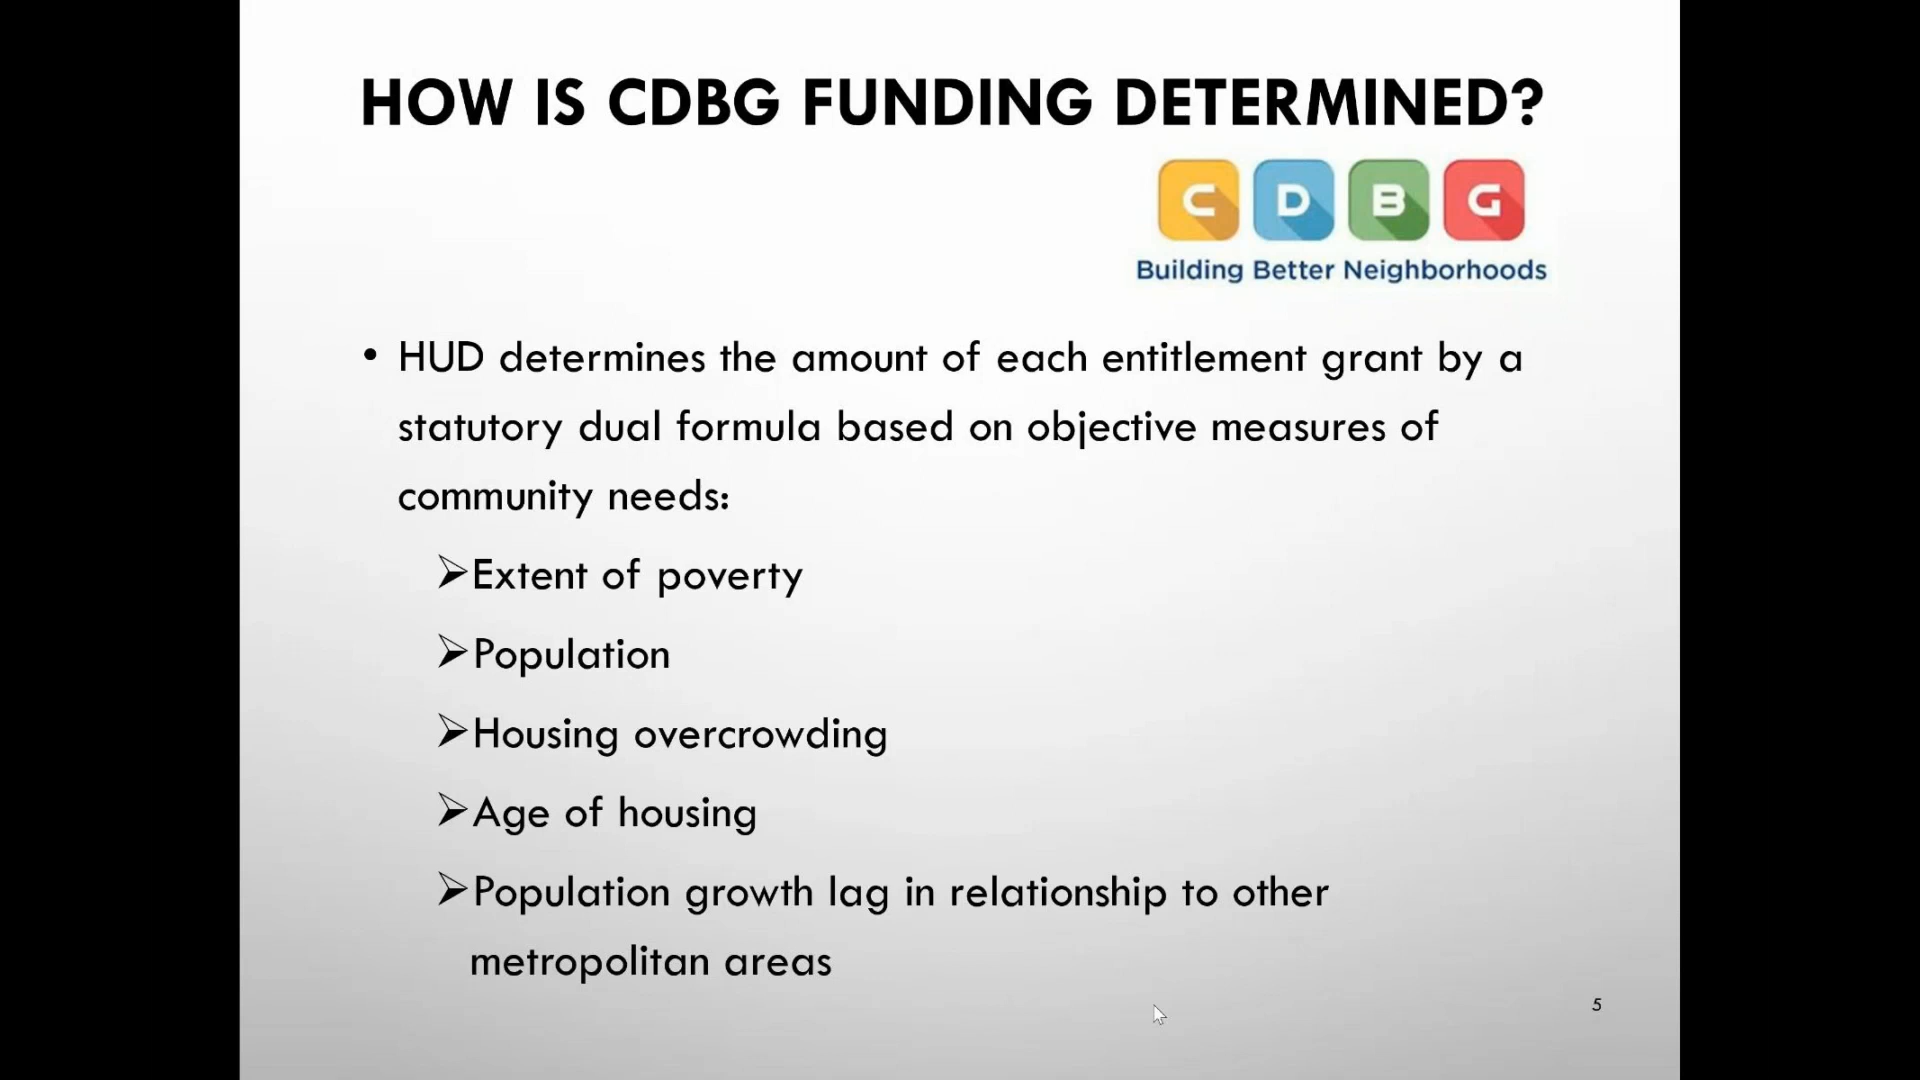 HOW IS CDBG FUNDING DETERMINED?
C D B G
Building Better Neighborhoods
• HUD determines the amount of each entitlement grant by a
statutory dual formula based on objective measures of
community needs:
➢Extent of poverty
➢Population
➢Housing overcrowding
➢Age of housing
➢Population growth lag in relationship to other
metropolitan areas
5